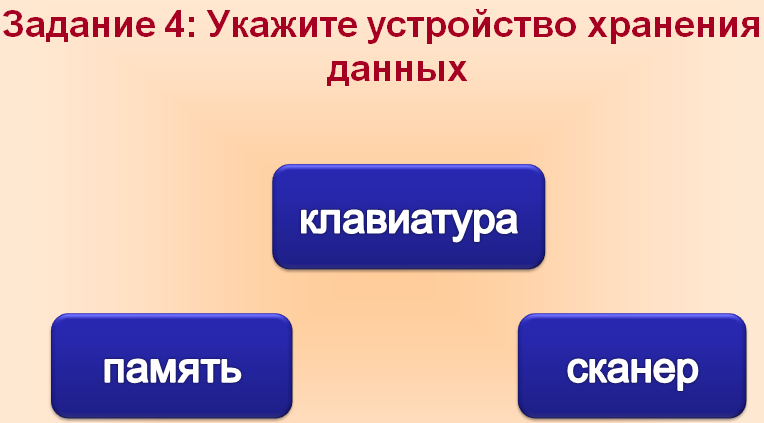 Задание 4: Укажите устройство хранения
данных
клавиатура
память
сканер